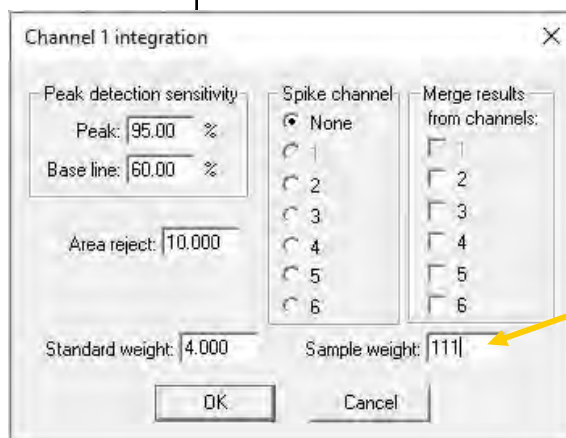 Channel 1 integration
Peak detection sensitivity
Peak: 95.00 %
Base line: 60.00 %
Area reject: 10.000
Spike channel
None
1
2
3
4
5
6
Merge results
from channels:
1
2
3
4
5
6
Standard weight: 4.000
Sample weight: 111
OK
Cancel